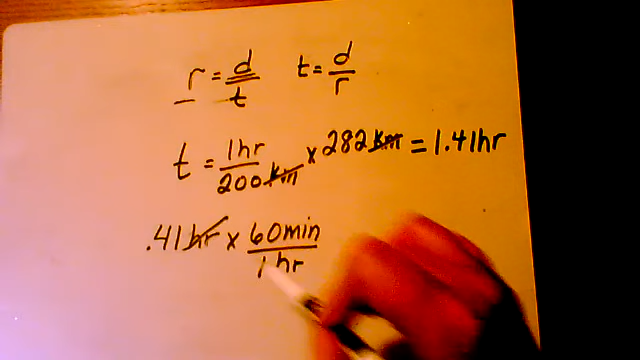 r = d/t t = d/r
t = 1hr/200km × 282km = 1.41hr
.41hr × 60min/1hr